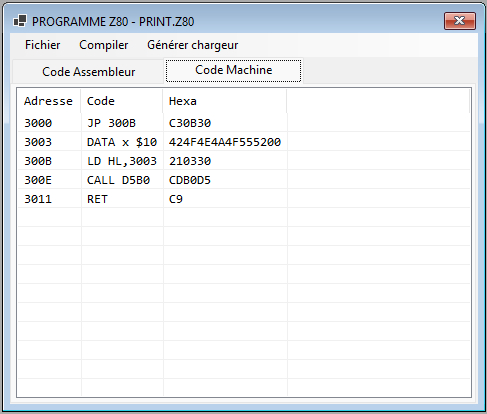 PROGRAMME Z80 - PRINT.Z80
Fichier Compiler Générer chargeur
Code Assembleur Code Machine
Adresse Code Hexa
3000 JP 300B C30B30
3003 DATA x $10 424F4E4A4F555200
300B LD HL,3003 210330
300E CALL D5B0 CDB0D5
3011 RET C9